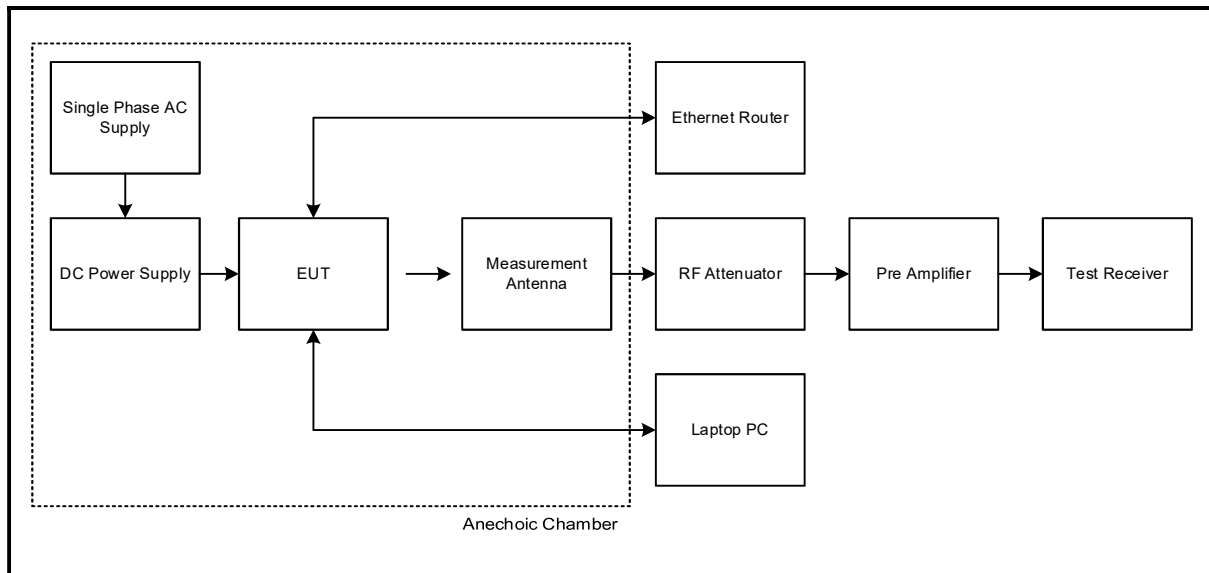 Single Phase AC
Supply
Ethernet Router
DC Power Supply
EUT
Measurement
Antenna
RF Attenuator
Pre Amplifier
Test Receiver
Laptop PC
Anechoic Chamber